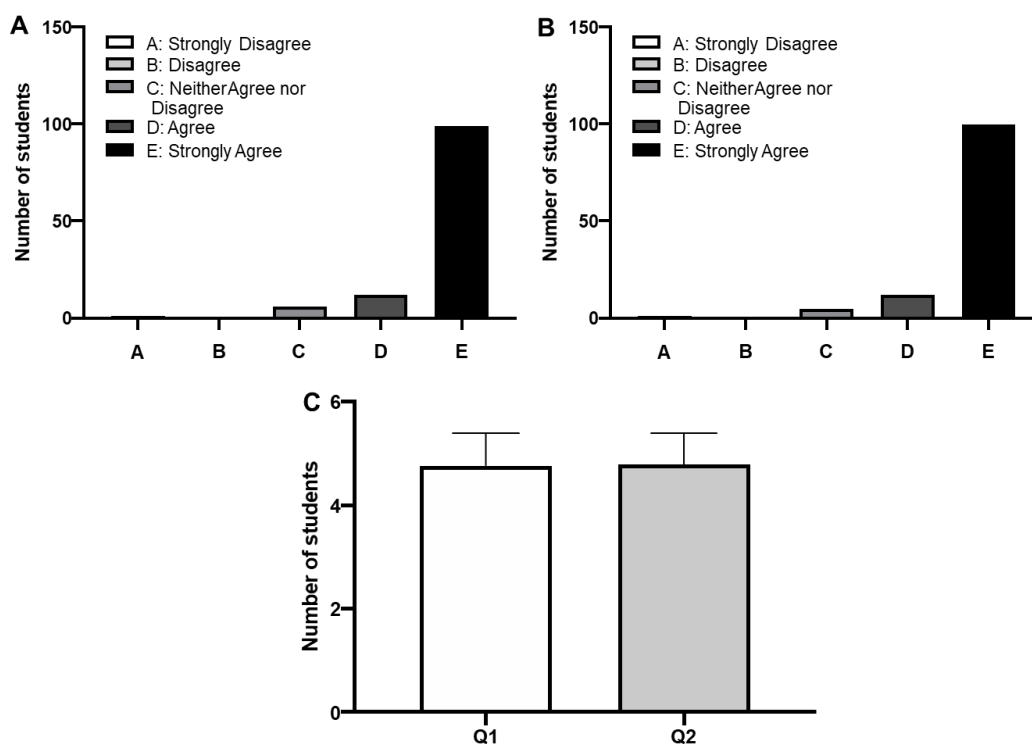 A
150
100
50
0
Number of students
A: Strongly Disagree
B: Disagree
C: NeitherAgree nor
Disagree
D: Agree
E: Strongly Agree
A B C D E
B
150
100
50
0
Number of students
A: Strongly Disagree
B: Disagree
C: NeitherAgree nor
Disagree
D: Agree
E: Strongly Agree
A B C D E
C
6
4
2
0
Number of students
Q1 Q2